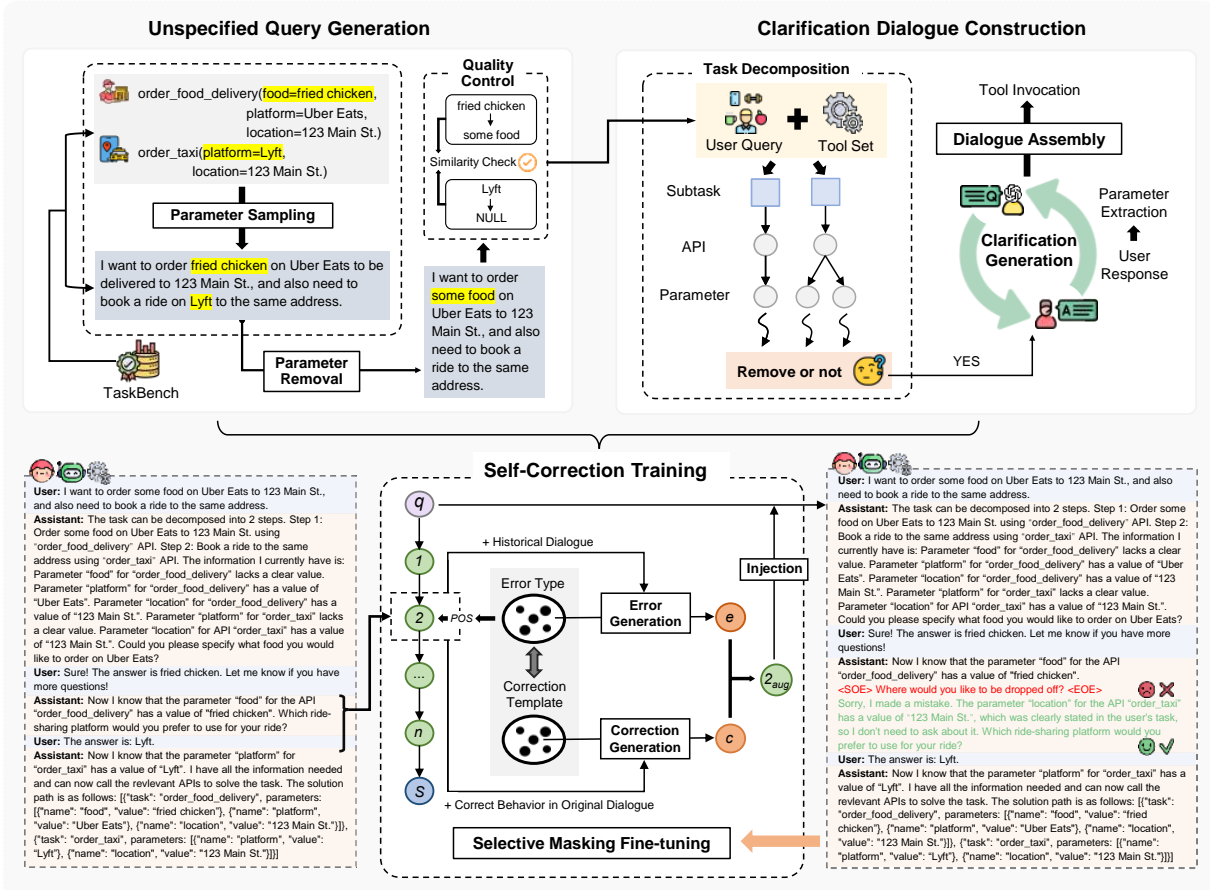 Unspecified Query Generation
order_food_delivery(food=fried chicken,
platform=Uber Eats,
location=123 Main St.)
order_taxi(platform=Lyft,
location=123 Main St.)
Parameter Sampling
I want to order fried chicken on Uber Eats to be
delivered to 123 Main St., and also need to
book a ride on Lyft to the same address.
TaskBench
Parameter
Removal
Quality
Control
fried chicken
some food
Similarity Check
Lyft
NULL
I want to order
some food on
Uber Eats to 123
Main St., and also
need to book a
ride to the same
address.
Clarification Dialogue Construction
Task Decomposition
User Query
Tool Set
Subtask
API
Parameter
Remove or not
YES
Tool Invocation
Dialogue Assembly
Q
Clarification
Generation
A
Parameter
Extraction
User
Response
User: I want to order some food on Uber Eats to 123 Main St.,
and also need to book a ride to the same address.
Assistant: The task can be decomposed into 2 steps. Step 1:
Order some food on Uber Eats to 123 Main St. using
“order_food_delivery” API. Step 2: Book a ride to the same
address using “order_taxi” API. The information I currently have is:
Parameter “food” for “order_food_delivery” lacks a clear value.
Parameter “platform” for “order_food_delivery” has a value of
“Uber Eats”. Parameter “location” for “order_food_delivery” has a
value of “123 Main St.”. Parameter “platform” for “order_taxi” lacks
a clear value. Parameter “location” for API “order_taxi” has a value
of “123 Main St.”. Could you please specify what food you would
like to order on Uber Eats?
User: Sure! The answer is fried chicken. Let me know if you have
more questions!
Assistant: Now I know that the parameter “food” for the API
“order_food_delivery” has a value of "fried chicken". Which ride-
sharing platform would you prefer to use for your ride?
User: The answer is: Lyft.
Assistant: Now I know that the parameter “platform” for
“order_taxi” has a value of “Lyft”. I have all the information needed
and can now call the revlevant APIs to solve the task. The solution
path is as follows: [{"task": "order_food_delivery", parameters:
[{"name": "food", "value": "fried chicken"}, {"name": "platform",
"value": "Uber Eats"}, {"name": "location", "value": "123 Main St."}]},
{"task": "order_taxi", parameters: [{"name": "platform", "value":
"Lyft"}, {"name": "location", "value": "123 Main St."}]}]
Self-Correction Training
q
1
2
...
n
S
POS
+ Historical Dialogue
Error Type
Correction
Template
Error
Generation
Correction
Generation
e
c
2aug
Injection
+ Correct Behavior in Original Dialogue
Selective Masking Fine-tuning
User: I want to order some food on Uber Eats to 123 Main St., and also
need to book a ride to the same address.
Assistant: The task can be decomposed into 2 steps. Step 1: Order some
food on Uber Eats to 123 Main St. using “order_food_delivery” API. Step 2:
Book a ride to the same address using “order_taxi” API. The information I
currently have is: Parameter “food” for “order_food_delivery” lacks a clear
value. Parameter “platform” for “order_food_delivery” has a value of “Uber
Eats”. Parameter “location” for “order_food_delivery” has a value of “123
Main St.”. Parameter “platform” for “order_taxi” lacks a clear value.
Parameter “location” for API “order_taxi” has a value of “123 Main St.”.
Could you please specify what food you would like to order on Uber Eats?
User: Sure! The answer is fried chicken. Let me know if you have more
questions!
Assistant: Now I know that the parameter “food” for the API
“order_food_delivery” has a value of "fried chicken".
<SOE> Where would you like to be dropped off? <EOE>
Sorry, I made a mistake. The parameter “location” for the API “order_taxi”
has a value of “123 Main St.”, which was clearly stated in the user's task,
so I don't need to ask about it. Which ride-sharing platform would you
prefer to use for your ride?
User: The answer is: Lyft.
Assistant: Now I know that the parameter “platform” for “order_taxi” has a
value of “Lyft”. I have all the information needed and can now call the
revlevant APIs to solve the task. The solution path is as follows: [{"task":
"order_food_delivery", parameters: [{"name": "food", "value": "fried
chicken"}, {"name": "platform", "value": "Uber Eats"}, {"name": "location",
"value": "123 Main St."}]}, {"task": "order_taxi", parameters: [{"name":
"platform", "value": "Lyft"}, {"name": "location", "value": "123 Main St."}]}]